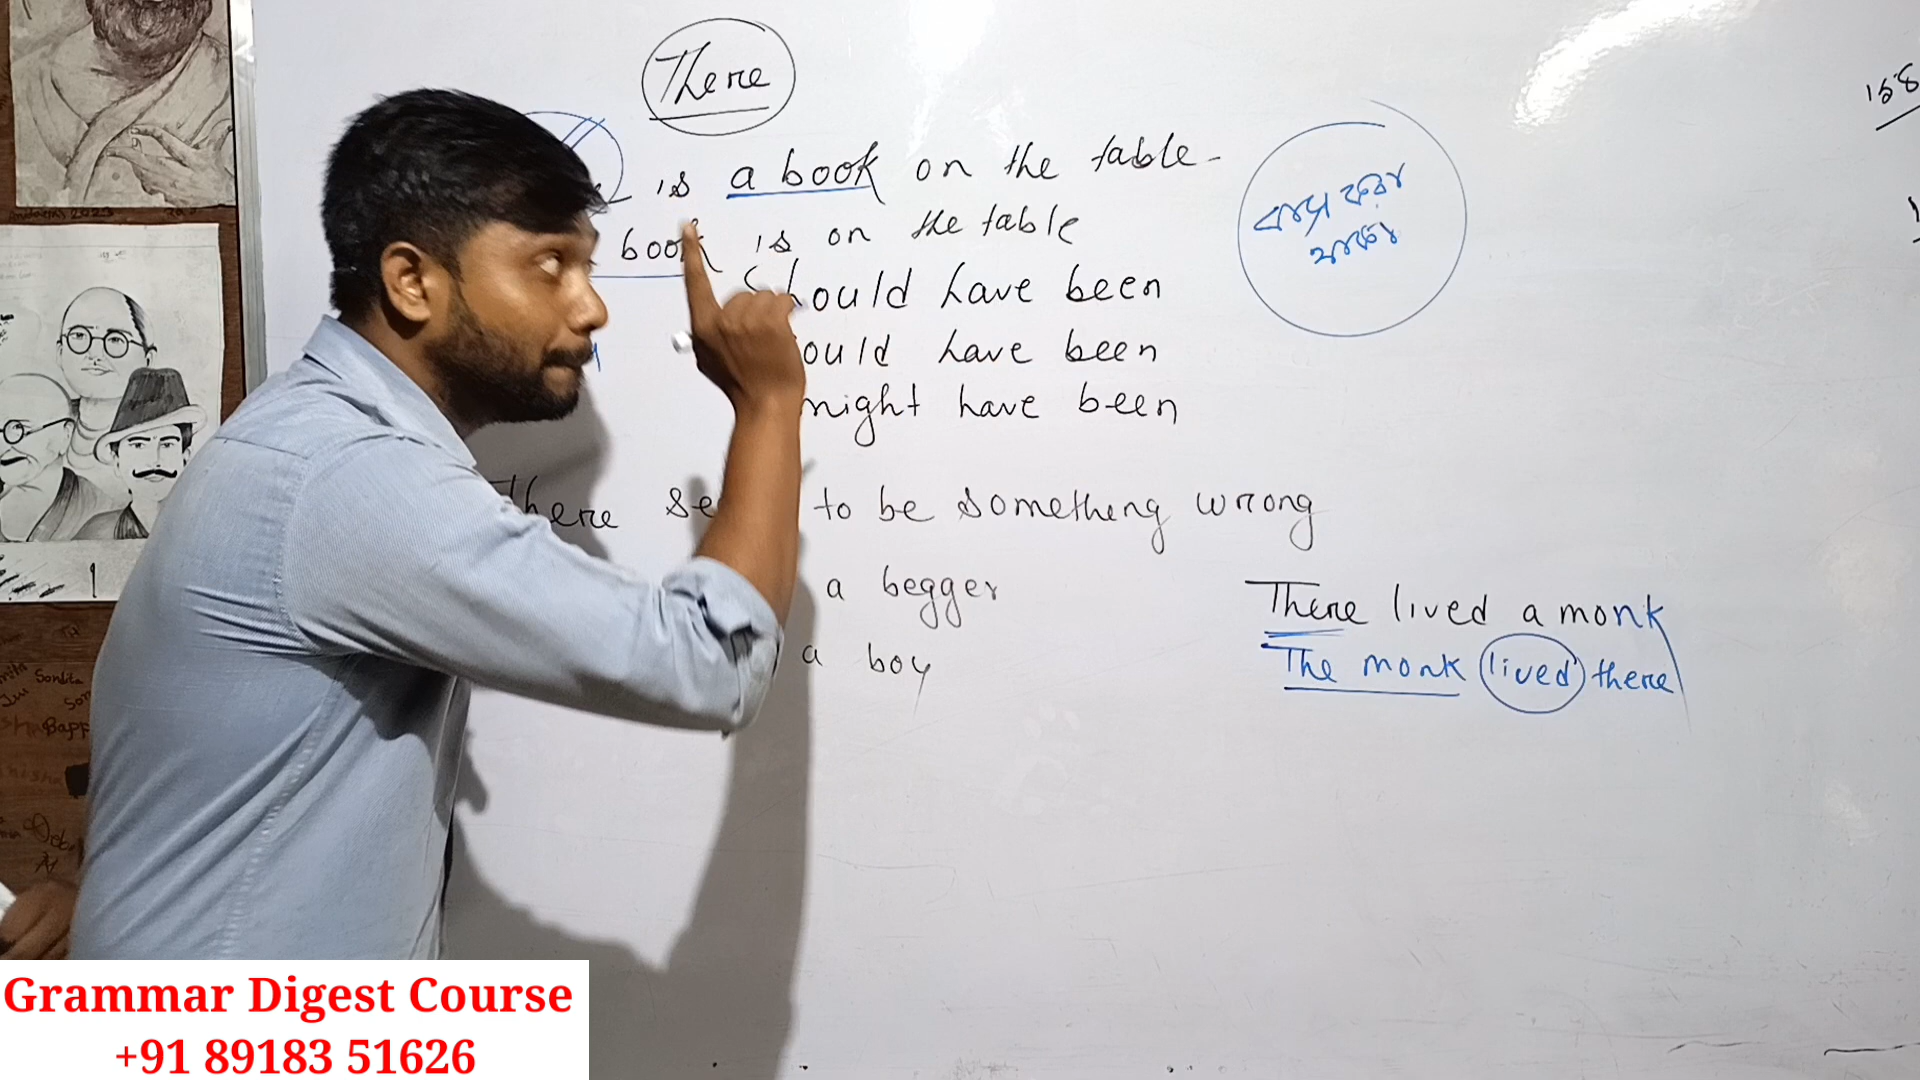 There
is a book on the table-
book is on the table
should have been
ould have been
might have been
There to be something wrong
a begger
a boy
There lived a monk
The monk lived there
Sonlita
Bapp
Grammar Digest Course
+91 89183 51626